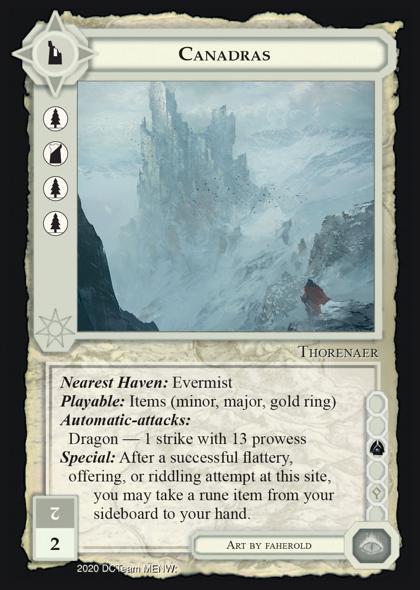 Canadras
Thorenaer
Nearest Haven: Evermist
Playable: Items (minor, major, gold ring)
Automatic-attacks:
Dragon — 1 strike with 13 prowess
Special: After a successful flattery,
offering, or riddling attempt at this site,
you may take a rune item from your
sideboard to your hand.
2
2
Art by faherold
2020 DCTeam MENW: